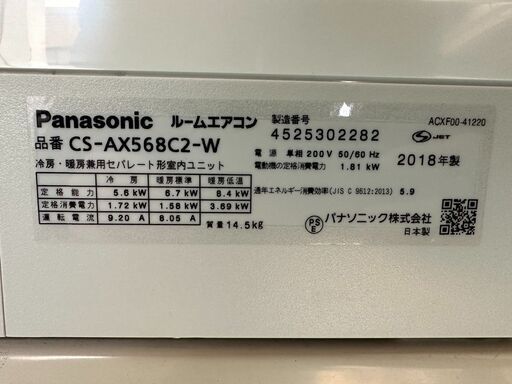 Panasonic ルームエアコン
品番 CS-AX568C2-W
冷房・暖房兼用セパレート形室内ユニット
冷房 暖房標準 暖房低温
定格能力 5.6 kW 6.7 kW 8.4 kW
定格消費電力 1.72 kW 1.58 kW 3.69 kW
運転電流 9.20 A 8.05 A
質量 14.5kg
製造番号
4525302282
電源 単相 200V 50/60 Hz
電動機の定格消費電力 1.81 kW
通年エネルギー消費効率(JIS C 9612:2013) 5.9
ACXF00-41220
S JET
2018年製
PSE
パナソニック株式会社
日本製